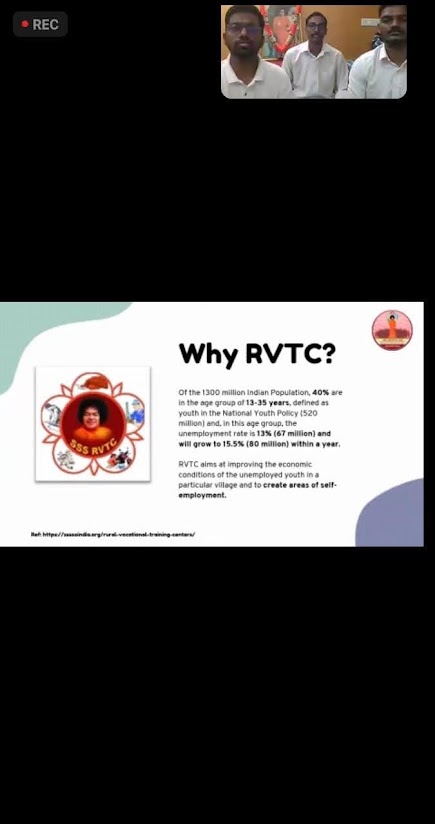 REC
Why RVTC?
Of the 1300 million Indian Population, 40% are
in the age group of 13-35 years, defined as
youth in the National Youth Policy (520
million) and, in this age group, the
unemployment rate is 13% (67 million) and
will grow to 15.5% (80 million) within a year.
RVTC aims at improving the economic
conditions of the unemployed youth in a
particular village and to create areas of self-
employment.
SSS RVTC
Ref: https://ssssoindia.org/rural-vocational-training-centers/